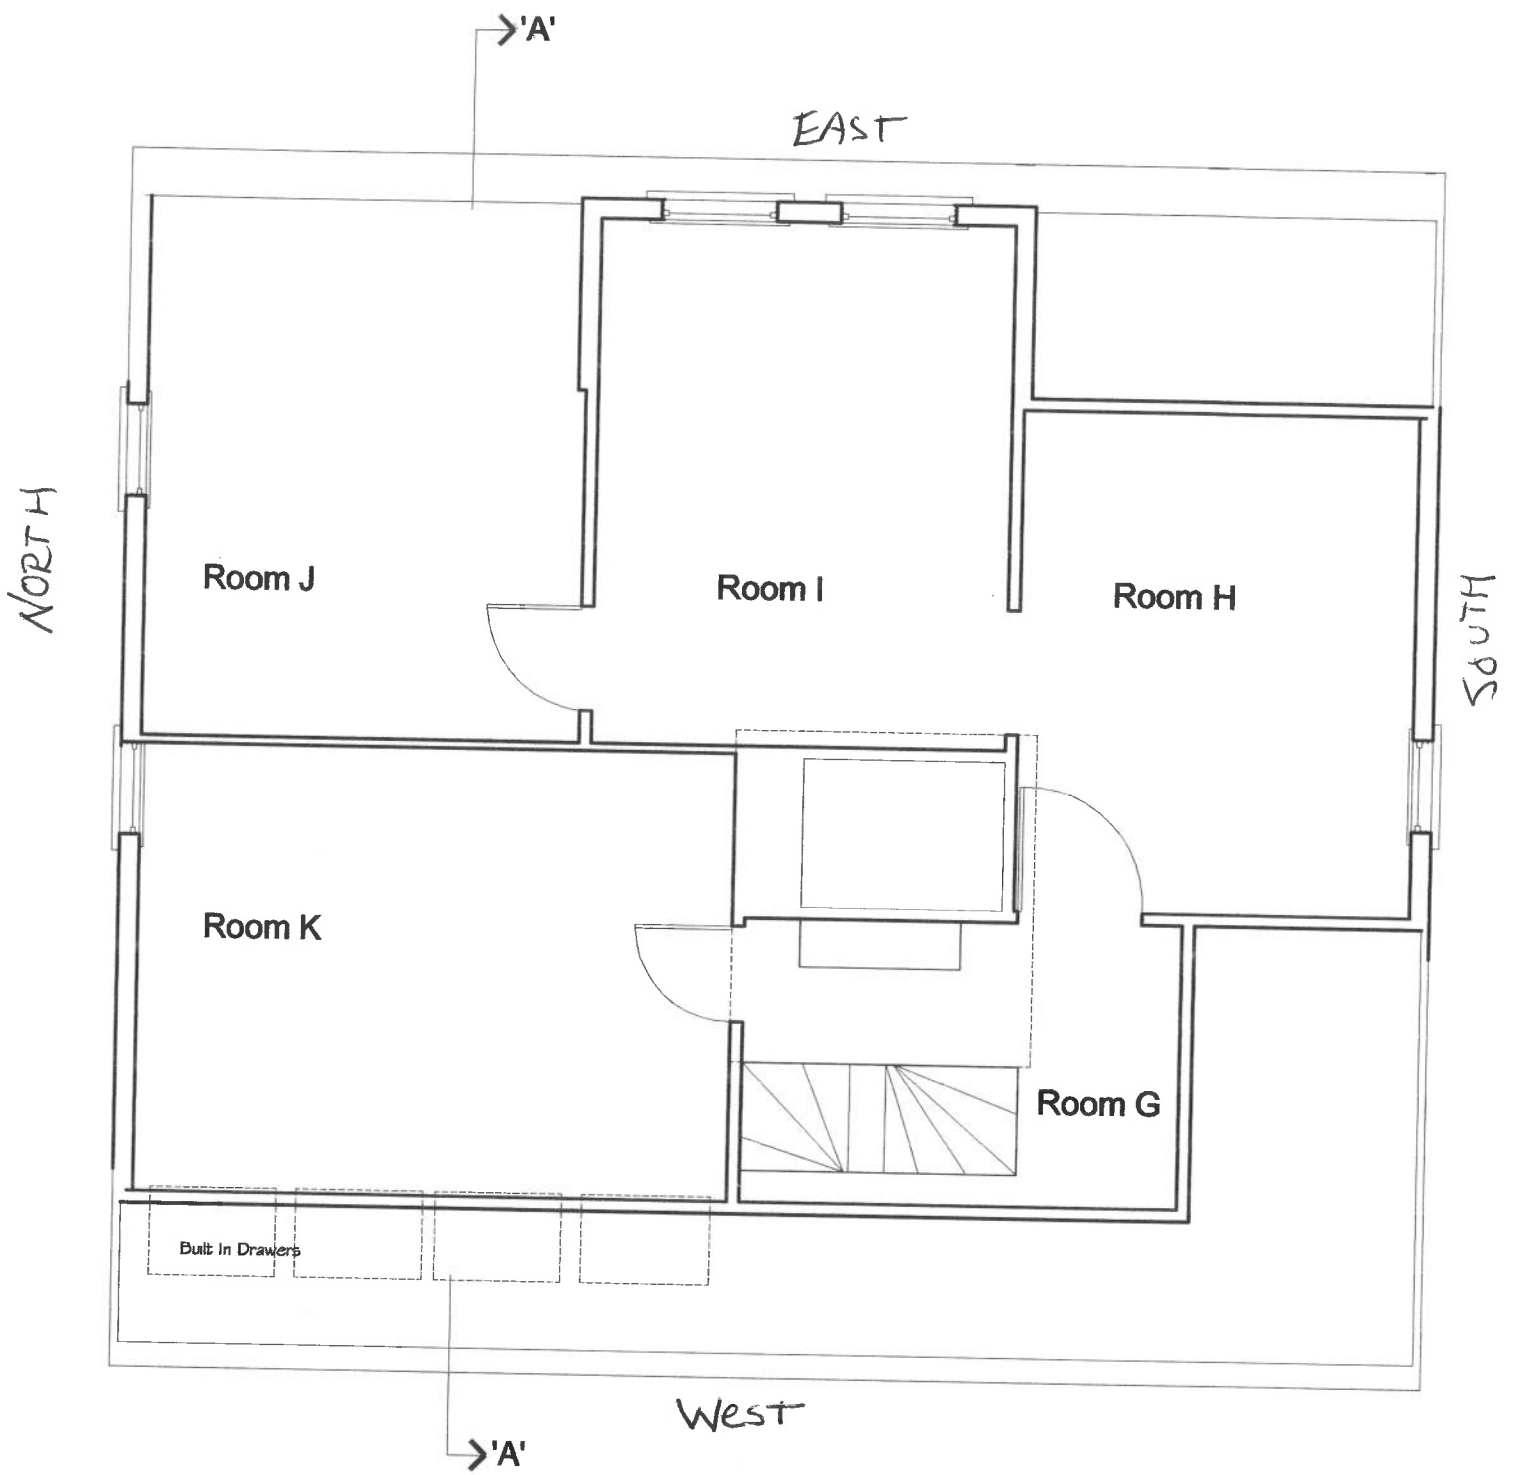 'A'
EAST
NORTH
Room J
Room I
Room H
SOUTH
Room K
Room G
Built In Drawers
West
'A'